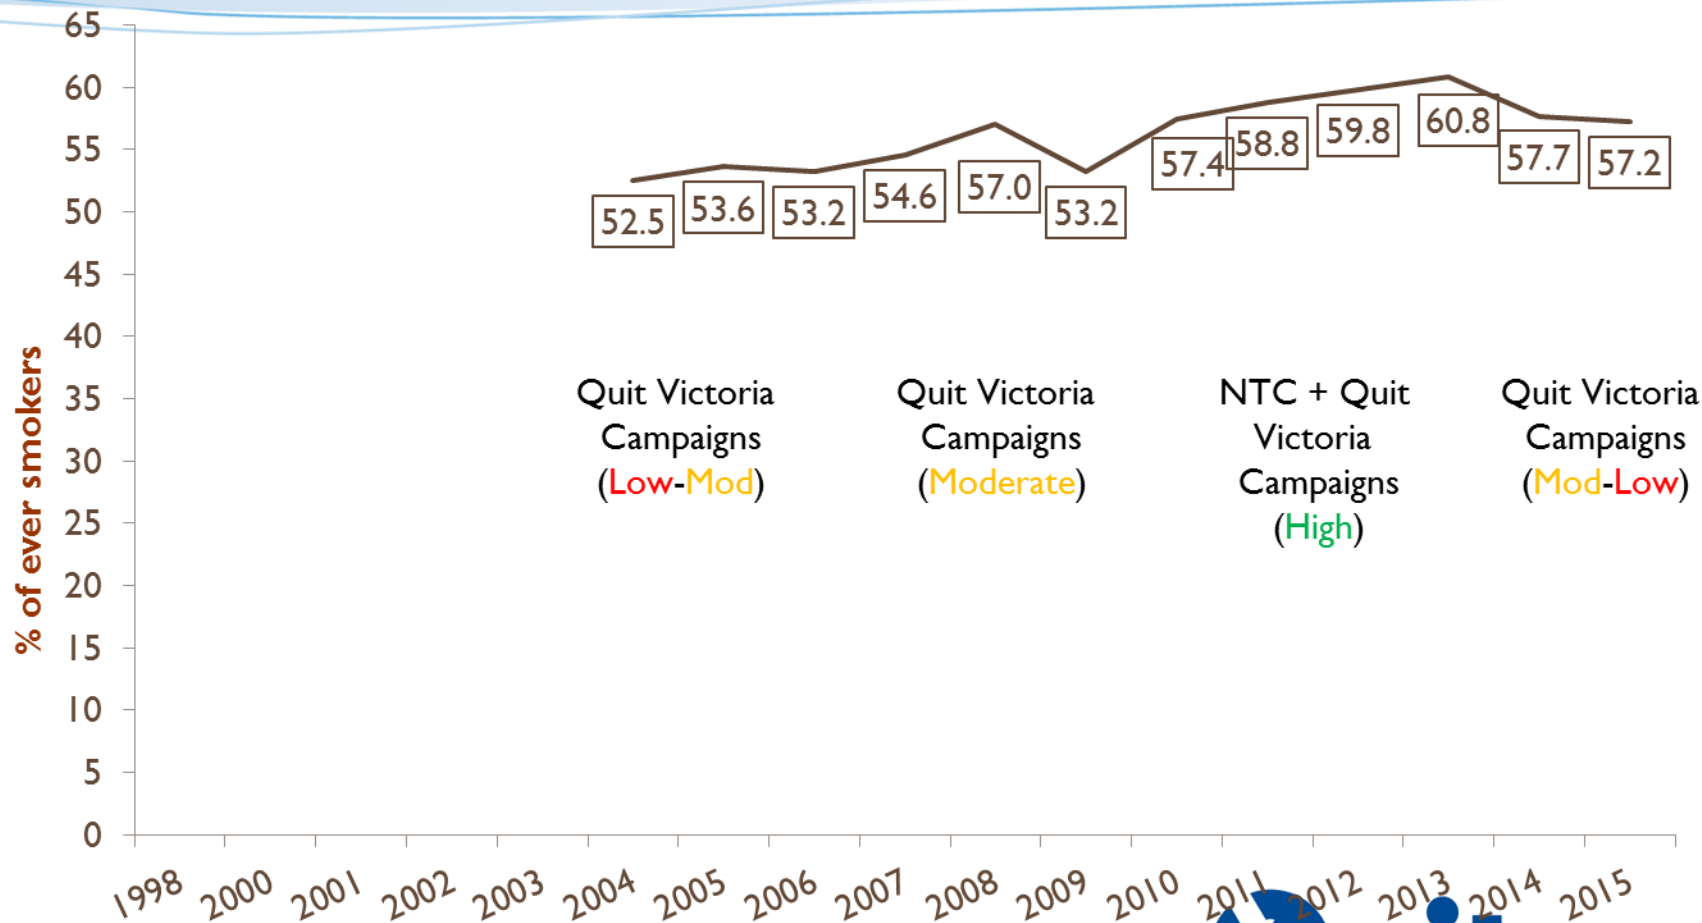 65
60
55
50
45
40
35
30
25
20
15
10
5
0
% of ever smokers
52.5
53.6
53.2
54.6
57.0
53.2
57.4
58.8
59.8
60.8
57.7
57.2
Quit Victoria
Campaigns
(Low-Mod)
Quit Victoria
Campaigns
(Moderate)
NTC + Quit
Victoria
Campaigns
(High)
Quit Victoria
Campaigns
(Mod-Low)
1998 2000 2001 2002 2003 2004 2005 2006 2007 2008 2009 2010 2011 2012 2013 2014 2015